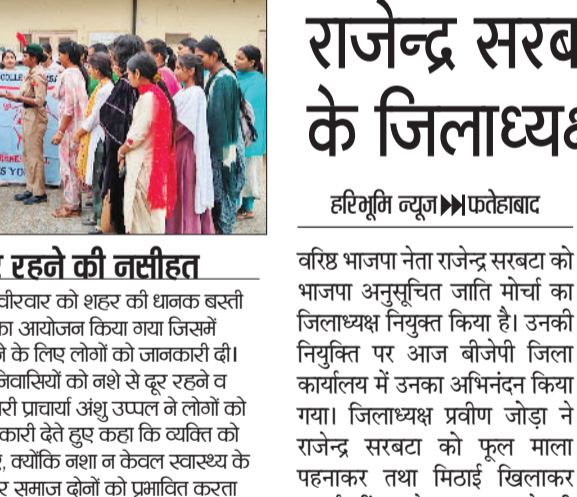 COLLE
S YO
र रहने की नसीहत
वीरवार को शहर की धानक बस्ती
का आयोजन किया गया जिसमें
ने के लिए लोगों को जानकारी दी।
निवासियों को नशे से दूर रहने व
री प्राचार्या अंशु उप्पल ने लोगों को
कारी देते हुए कहा कि व्यक्ति को
, क्योंकि नशा न केवल स्वास्थ्य के
र समाज दोनों को प्रभावित करता
राजेन्द्र सरब
के जिलाध्यक्ष
हरिभूमि न्यूज▶▶फतेहाबाद
वरिष्ठ भाजपा नेता राजेन्द्र सरबटा को
भाजपा अनुसूचित जाति मोर्चा का
जिलाध्यक्ष नियुक्त किया है। उनकी
नियुक्ति पर आज बीजेपी जिला
कार्यालय में उनका अभिनंदन किया
गया। जिलाध्यक्ष प्रवीण जोड़ा ने
राजेन्द्र सरबटा को फूल माला
पहनाकर तथा मिठाई खिलाकर